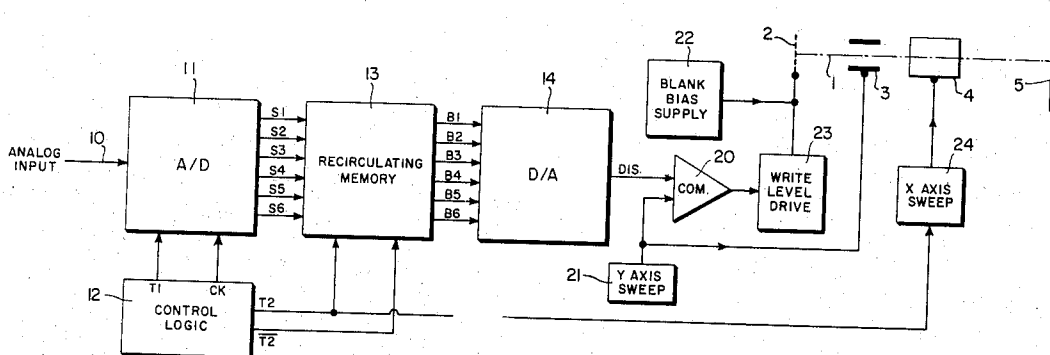 2
22
BLANK
BIAS
SUPPLY
1
3
4
5
11
13
14
S1
S2
S3
S4
S5
S6
B1
B2
B3
B4
B5
B6
ANALOG
INPUT
10
A/D
RECIRCULATING
MEMORY
D/A
DIS.
20
COM.
23
WRITE
LEVEL
DRIVE
24
X AXIS
SWEEP
21
Y AXIS
SWEEP
T1
CK
12
CONTROL
LOGIC
T2
T2